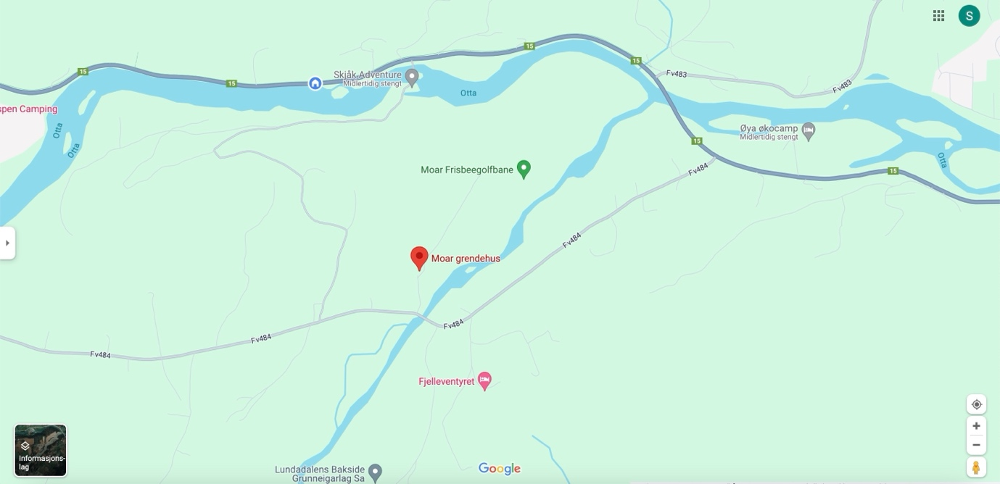 S
15
15
15
15
Fv483
Fv483
Skjåk Adventure
Midlertidig stengt
Otta
spen Camping
Otta
Otta
Øya økocamp
Midlertidig stengt
15
Otta
15
Moar Frisbeegolfbane
Fv484
Fv484
Moar grendehus
Fv484
Fv484
Fv484
Fjelleventyret
Informasjons-
lag
Lundadalens Bakside
Grunneigarlag Sa
Google